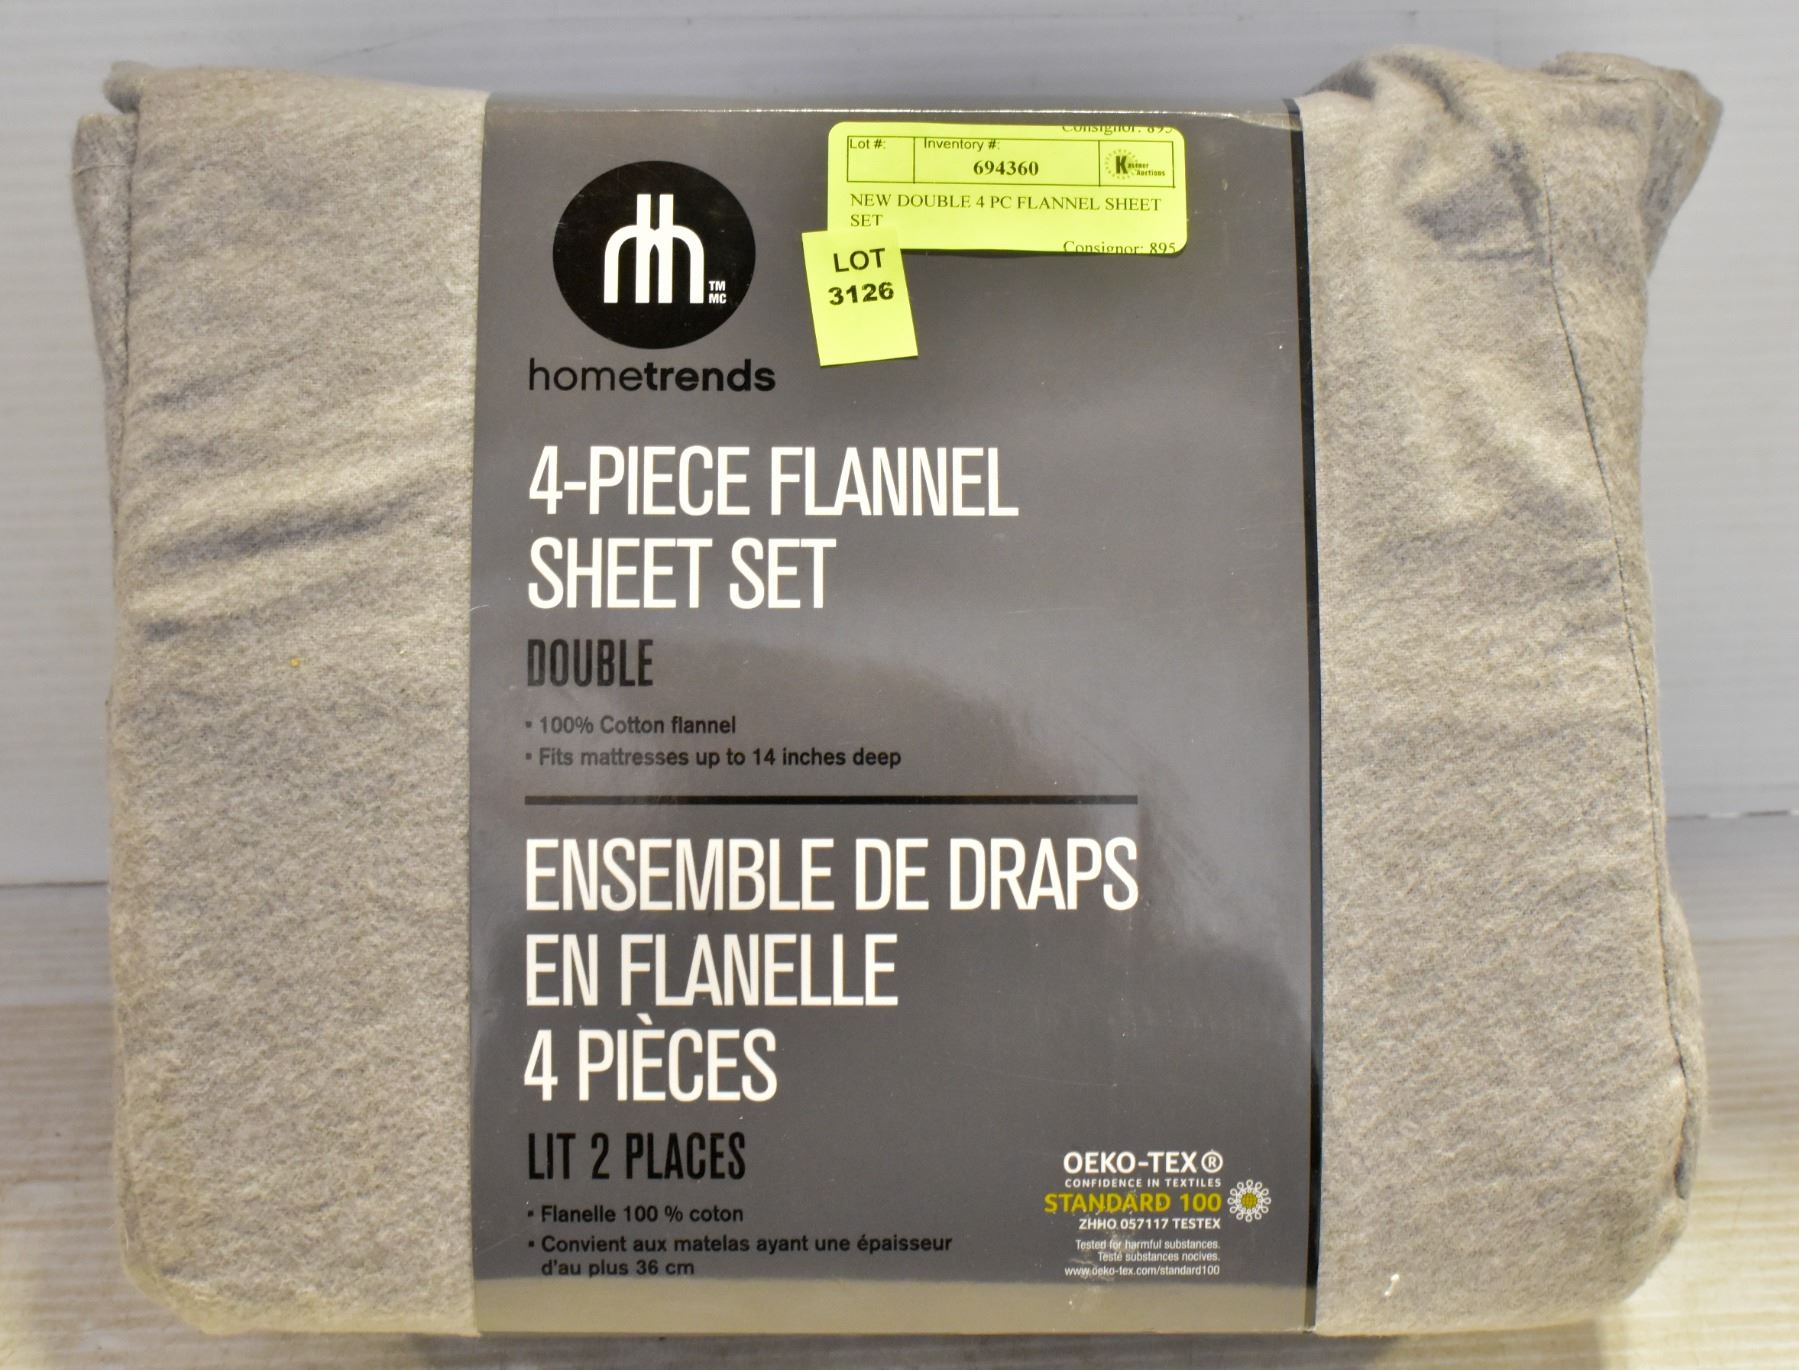 Consignor: 895
Lot #:
Inventory #:
694360
Kastner
Auctions
NEW DOUBLE 4 PC FLANNEL SHEET
SET
Consignor: 895
LOT
3126
TM
MC
hometrends
4-PIECE FLANNEL
SHEET SET
DOUBLE
▪ 100% Cotton flannel
▪ Fits mattresses up to 14 inches deep
ENSEMBLE DE DRAPS
EN FLANELLE
4 PIÈCES
LIT 2 PLACES
▪ Flanelle 100 % coton
▪ Convient aux matelas ayant une épaisseur
d'au plus 36 cm
OEKO-TEX®
CONFIDENCE IN TEXTILES
STANDARD 100
ZHHO 057117 TESTEX
Tested for harmful substances.
Testé substances nocives.
www.oeko-tex.com/standard100